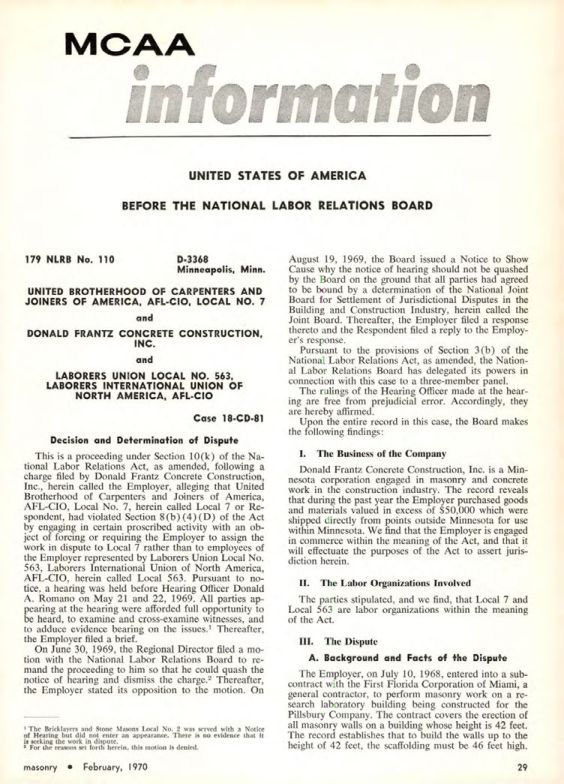 MCAA
information
UNITED STATES OF AMERICA
BEFORE THE NATIONAL LABOR RELATIONS BOARD
179 NLRB No. 110 D-3368
Minneapolis, Minn.
UNITED BROTHERHOOD OF CARPENTERS AND
JOINERS OF AMERICA, AFL-CIO, LOCAL NO. 7
and
DONALD FRANTZ CONCRETE CONSTRUCTION,
INC.
and
LABORERS UNION LOCAL NO. 563,
LABORERS INTERNATIONAL UNION OF
NORTH AMERICA, AFL-CIO
Case 18-CD-81
Decision and Determination of Dispute
This is a proceeding under Section 10(k) of the Na-
tional Labor Relations Act, as amended, following a
charge filed by Donald Frantz Concrete Construction,
Inc., herein called the Employer, alleging that United
Brotherhood of Carpenters and Joiners of America,
AFL-CIO, Local No. 7, herein called Local 7 or Re-
spondent, had violated Section 8(b)(4)(D) of the Act
by engaging in certain proscribed activity with an ob-
ject of forcing or requiring the Employer to assign the
work in dispute to Local 7 rather than to employees of
the Employer represented by Laborers Union Local No.
563, Laborers International Union of North America,
AFL-CIO, herein called Local 563. Pursuant to no-
tice, a hearing was held before Hearing Officer Donald
A. Romano on May 21 and 22, 1969. All parties ap-
pearing at the hearing were afforded full opportunity to
be heard, to examine and cross-examine witnesses, and
to adduce evidence bearing on the issues.¹ Thereafter,
the Employer filed a brief.
On June 30, 1969, the Regional Director filed a mo-
tion with the National Labor Relations Board to re-
mand the proceeding to him so that he could quash the
notice of hearing and dismiss the charge.² Thereafter,
the Employer stated its opposition to the motion. On
¹ The Bricklayers and Stone Masons Local No. 2 was served with a Notice
of Hearing but did not enter an appearance. There is no evidence that it
is seeking the work in dispute.
² For the reasons set forth herein, this motion is denied.
August 19, 1969, the Board issued a Notice to Show
Cause why the notice of hearing should not be quashed
by the Board on the ground that all parties had agreed
to be bound by a determination of the National Joint
Board for Settlement of Jurisdictional Disputes in the
Building and Construction Industry, herein called the
Joint Board. Thereafter, the Employer filed a response
thereto and the Respondent filed a reply to the Employ-
er's response.
Pursuant to the provisions of Section 3(b) of the
National Labor Relations Act, as amended, the Nation-
al Labor Relations Board has delegated its powers in
connection with this case to a three-member panel.
The rulings of the Hearing Officer made at the hear-
ing are free from prejudicial error. Accordingly, they
are hereby affirmed.
Upon the entire record in this case, the Board makes
the following findings:
I. The Business of the Company
Donald Frantz Concrete Construction, Inc. is a Min-
nesota corporation engaged in masonry and concrete
work in the construction industry. The record reveals
that during the past year the Employer purchased goods
and materials valued in excess of $50,000 which were
shipped directly from points outside Minnesota for use
within Minnesota. We find that the Employer is engaged
in commerce within the meaning of the Act, and that it
will effectuate the purposes of the Act to assert juris-
diction herein.
II. The Labor Organizations Involved
The parties stipulated, and we find, that Local 7 and
Local 563 are labor organizations within the meaning
of the Act.
III. The Dispute
A. Background and Facts of the Dispute
The Employer, on July 10, 1968, entered into a sub-
contract with the First Florida Corporation of Miami, a
general contractor, to perform masonry work on a re-
search laboratory building being constructed for the
Pillsbury Company. The contract covers the erection of
all masonry walls on a building whose height is 42 feet.
The record establishes that to build the walls up to the
height of 42 feet, the scaffolding must be 46 feet high.
masonry • February, 1970
29